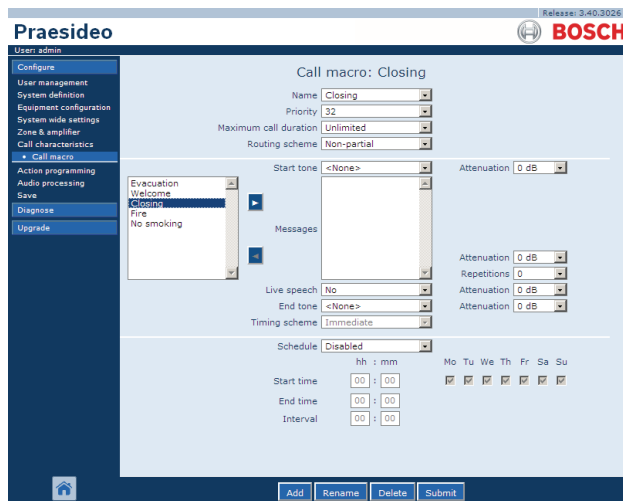 Release: 3.40.3026
Praesideo
BOSCH
User: admin
Configure
User management
System definition
Equipment configuration
System wide settings
Zone & amplifier
Call characteristics
• Call macro
Action programming
Audio processing
Save
Diagnose
Upgrade
Call macro: Closing
Name Closing
Priority 32
Maximum call duration Unlimited
Routing scheme Non-partial
Start tone <None> Attenuation 0 dB
Evacuation
Welcome
Closing
Fire
No smoking
Messages
Attenuation 0 dB
Repetitions 0
Live speech No Attenuation 0 dB
End tone <None> Attenuation 0 dB
Timing scheme Immediate
Schedule Disabled
hh : mm Mo Tu We Th Fr Sa Su
Start time 00 : 00
End time 00 : 00
Interval 00 : 00
Add Rename Delete Submit